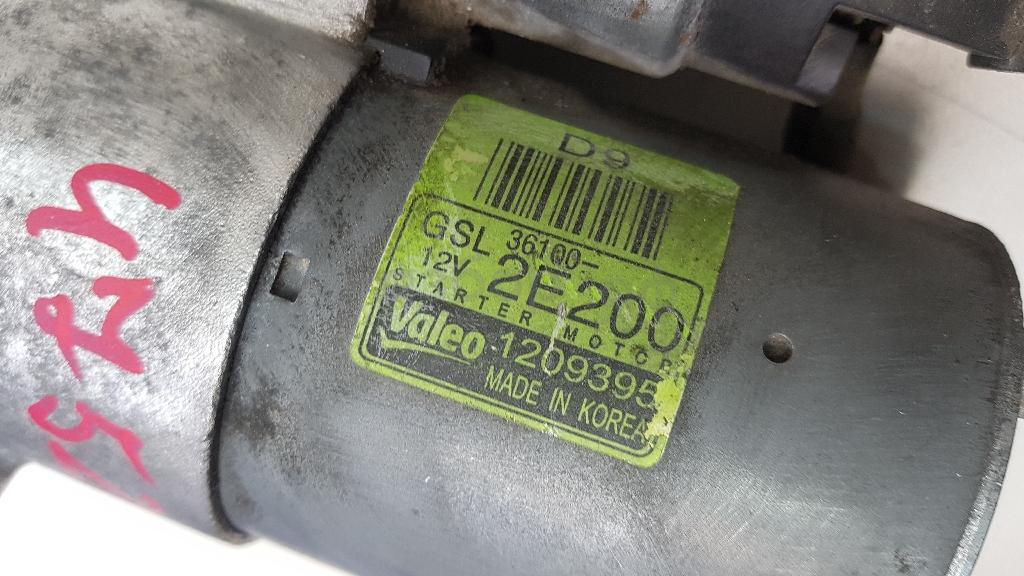 D9
GSL 36100-
12V 2E200
STARTER MOTOR
Valeo 1209395
MADE IN KOREA